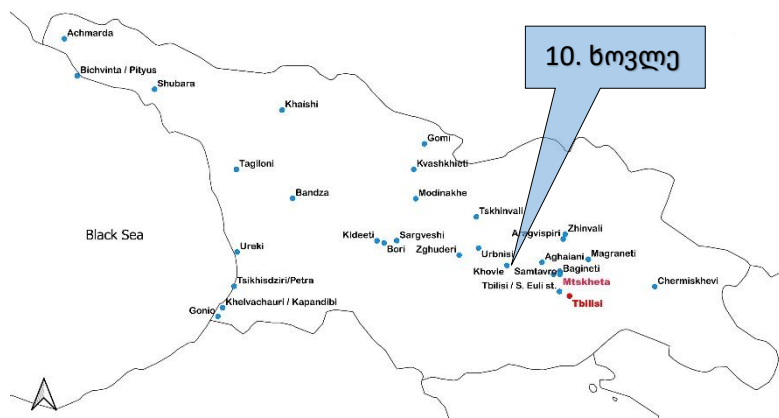 Achmarda
10. ხოვლე
Bichvinta / Pityus
Shubara
Khaishi
Gomi
Tagiloni
Kvashkhieti
Bandza
Modinakhe
Tskhinvali
Black Sea
Aragvispiri
Zhinvali
Kldeeti
Sargveshi
Bori
Ureki
Zghuderi
Urbnisi
Aghaiani
Magraneti
Khovle
Samtavro
Bagineti
Tsikhisdziri/Petra
Mtskheta
Tbilisi / S. Euli st.
Chermiskhevi
Tbilisi
Khelvachauri / Kapandibi
Gonio